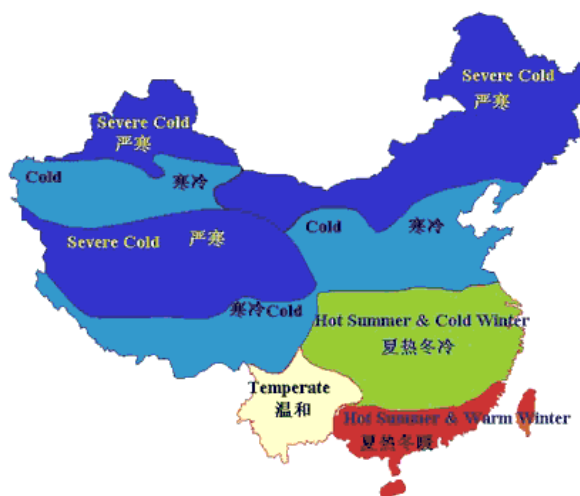 Severe Cold
严寒
Severe Cold
严寒
Cold
寒冷
Severe Cold
严寒
Cold
寒冷
寒冷Cold
Hot Summer & Cold Winter
夏热冬冷
Temperate
温和
Hot Summer & Warm Winter
夏热冬暖